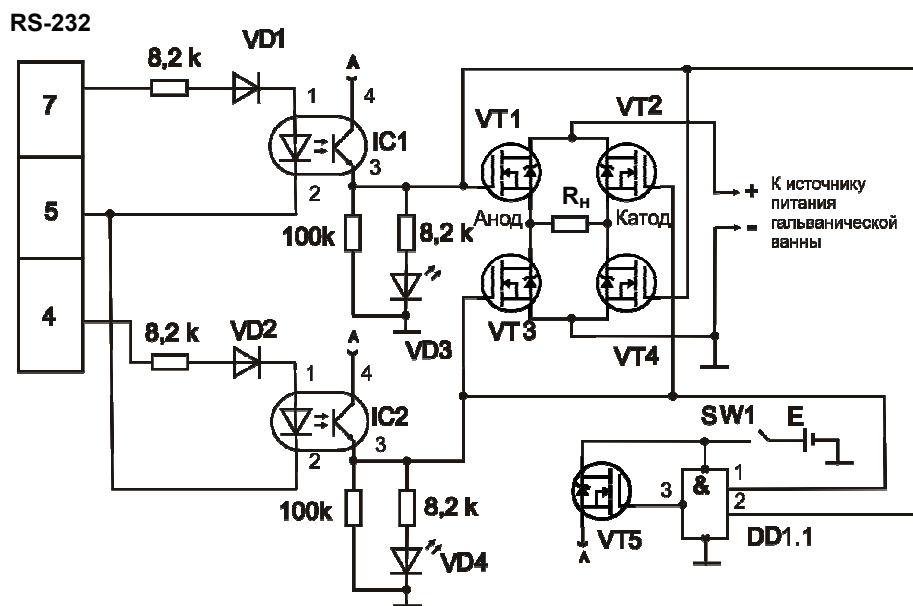 RS-232
7
5
4
8,2 k
VD1
1
2
A
4
3
IC1
100k
8,2 k
VD3
8,2 k
VD2
1
2
A
4
3
IC2
100k
8,2 k
VD4
VT1
VT2
Анод
Rн
Катод
VT3
VT4
+
-
К источнику
питания
гальванической
ванны
SW1
E
3
&
1
2
DD1.1
VT5
A